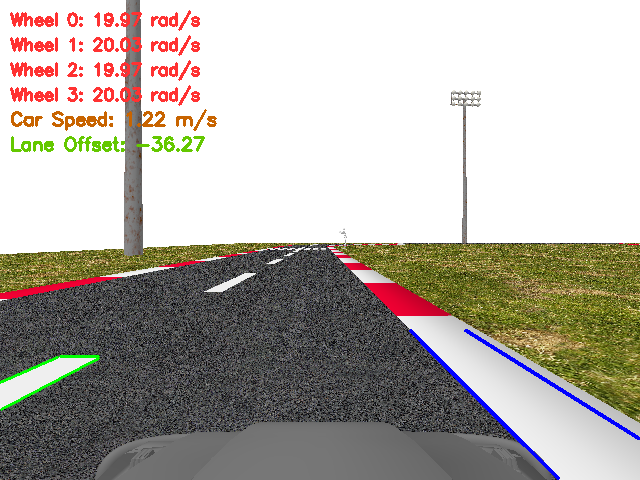 Wheel 0: 19.97 rad/s
Wheel 1: 20.03 rad/s
Wheel 2: 19.97 rad/s
Wheel 3: 20.03 rad/s
Car Speed: 1.22 m/s
Lane Offset: -36.27